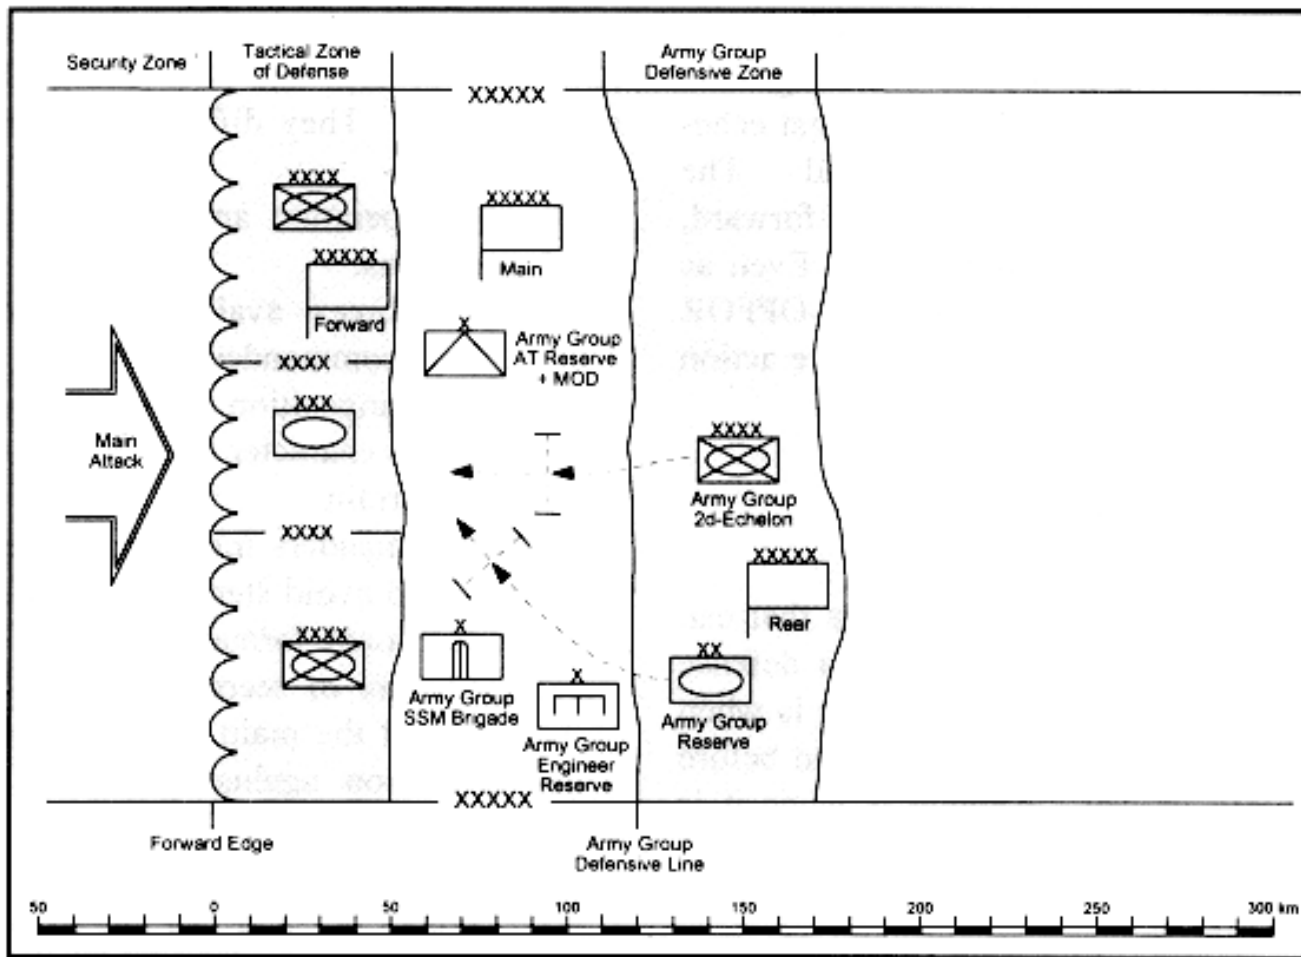 Security Zone
Tactical Zone
of Defense
Army Group
Defensive Zone
XXXXX
XXXX
XXXXX
Forward
XXXXX
Main
X
Army Group
AT Reserve
+ MOD
XXXX
XXX
Main
Attack
XXXX
Army Group
2d-Echelon
XXXX
XXXXX
Rear
XXXX
X
Army Group
SSM Brigade
X
Army Group
Engineer
Reserve
XX
Army Group
Reserve
XXXXX
Forward Edge
Army Group
Defensive Line
50 0 50 100 150 200 250 300 km